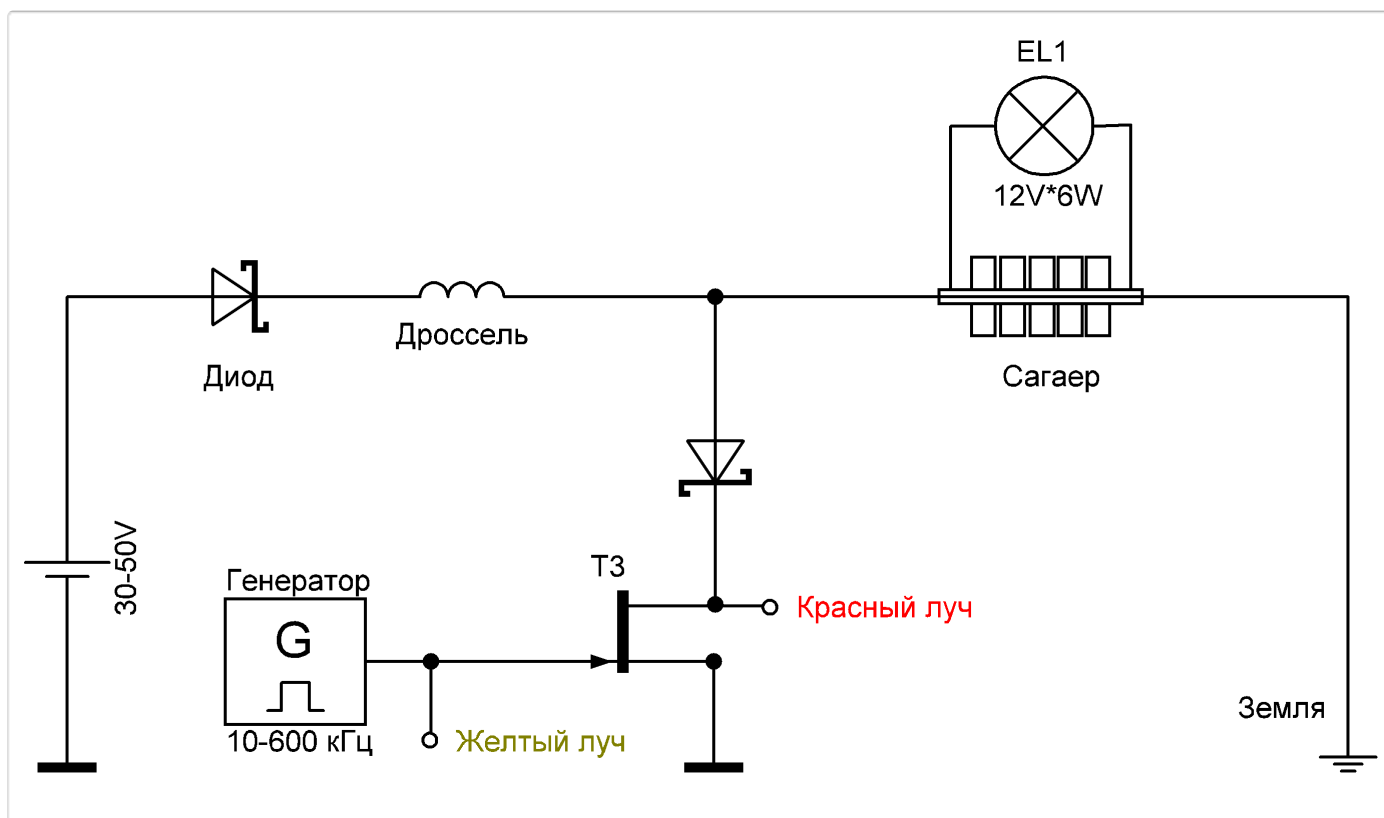 EL1
12V*6W
Дроссель
Диод
Сагаер
30-50V
T3
Генератор
G
Красный луч
10-600 кГц
Желтый луч
Земля